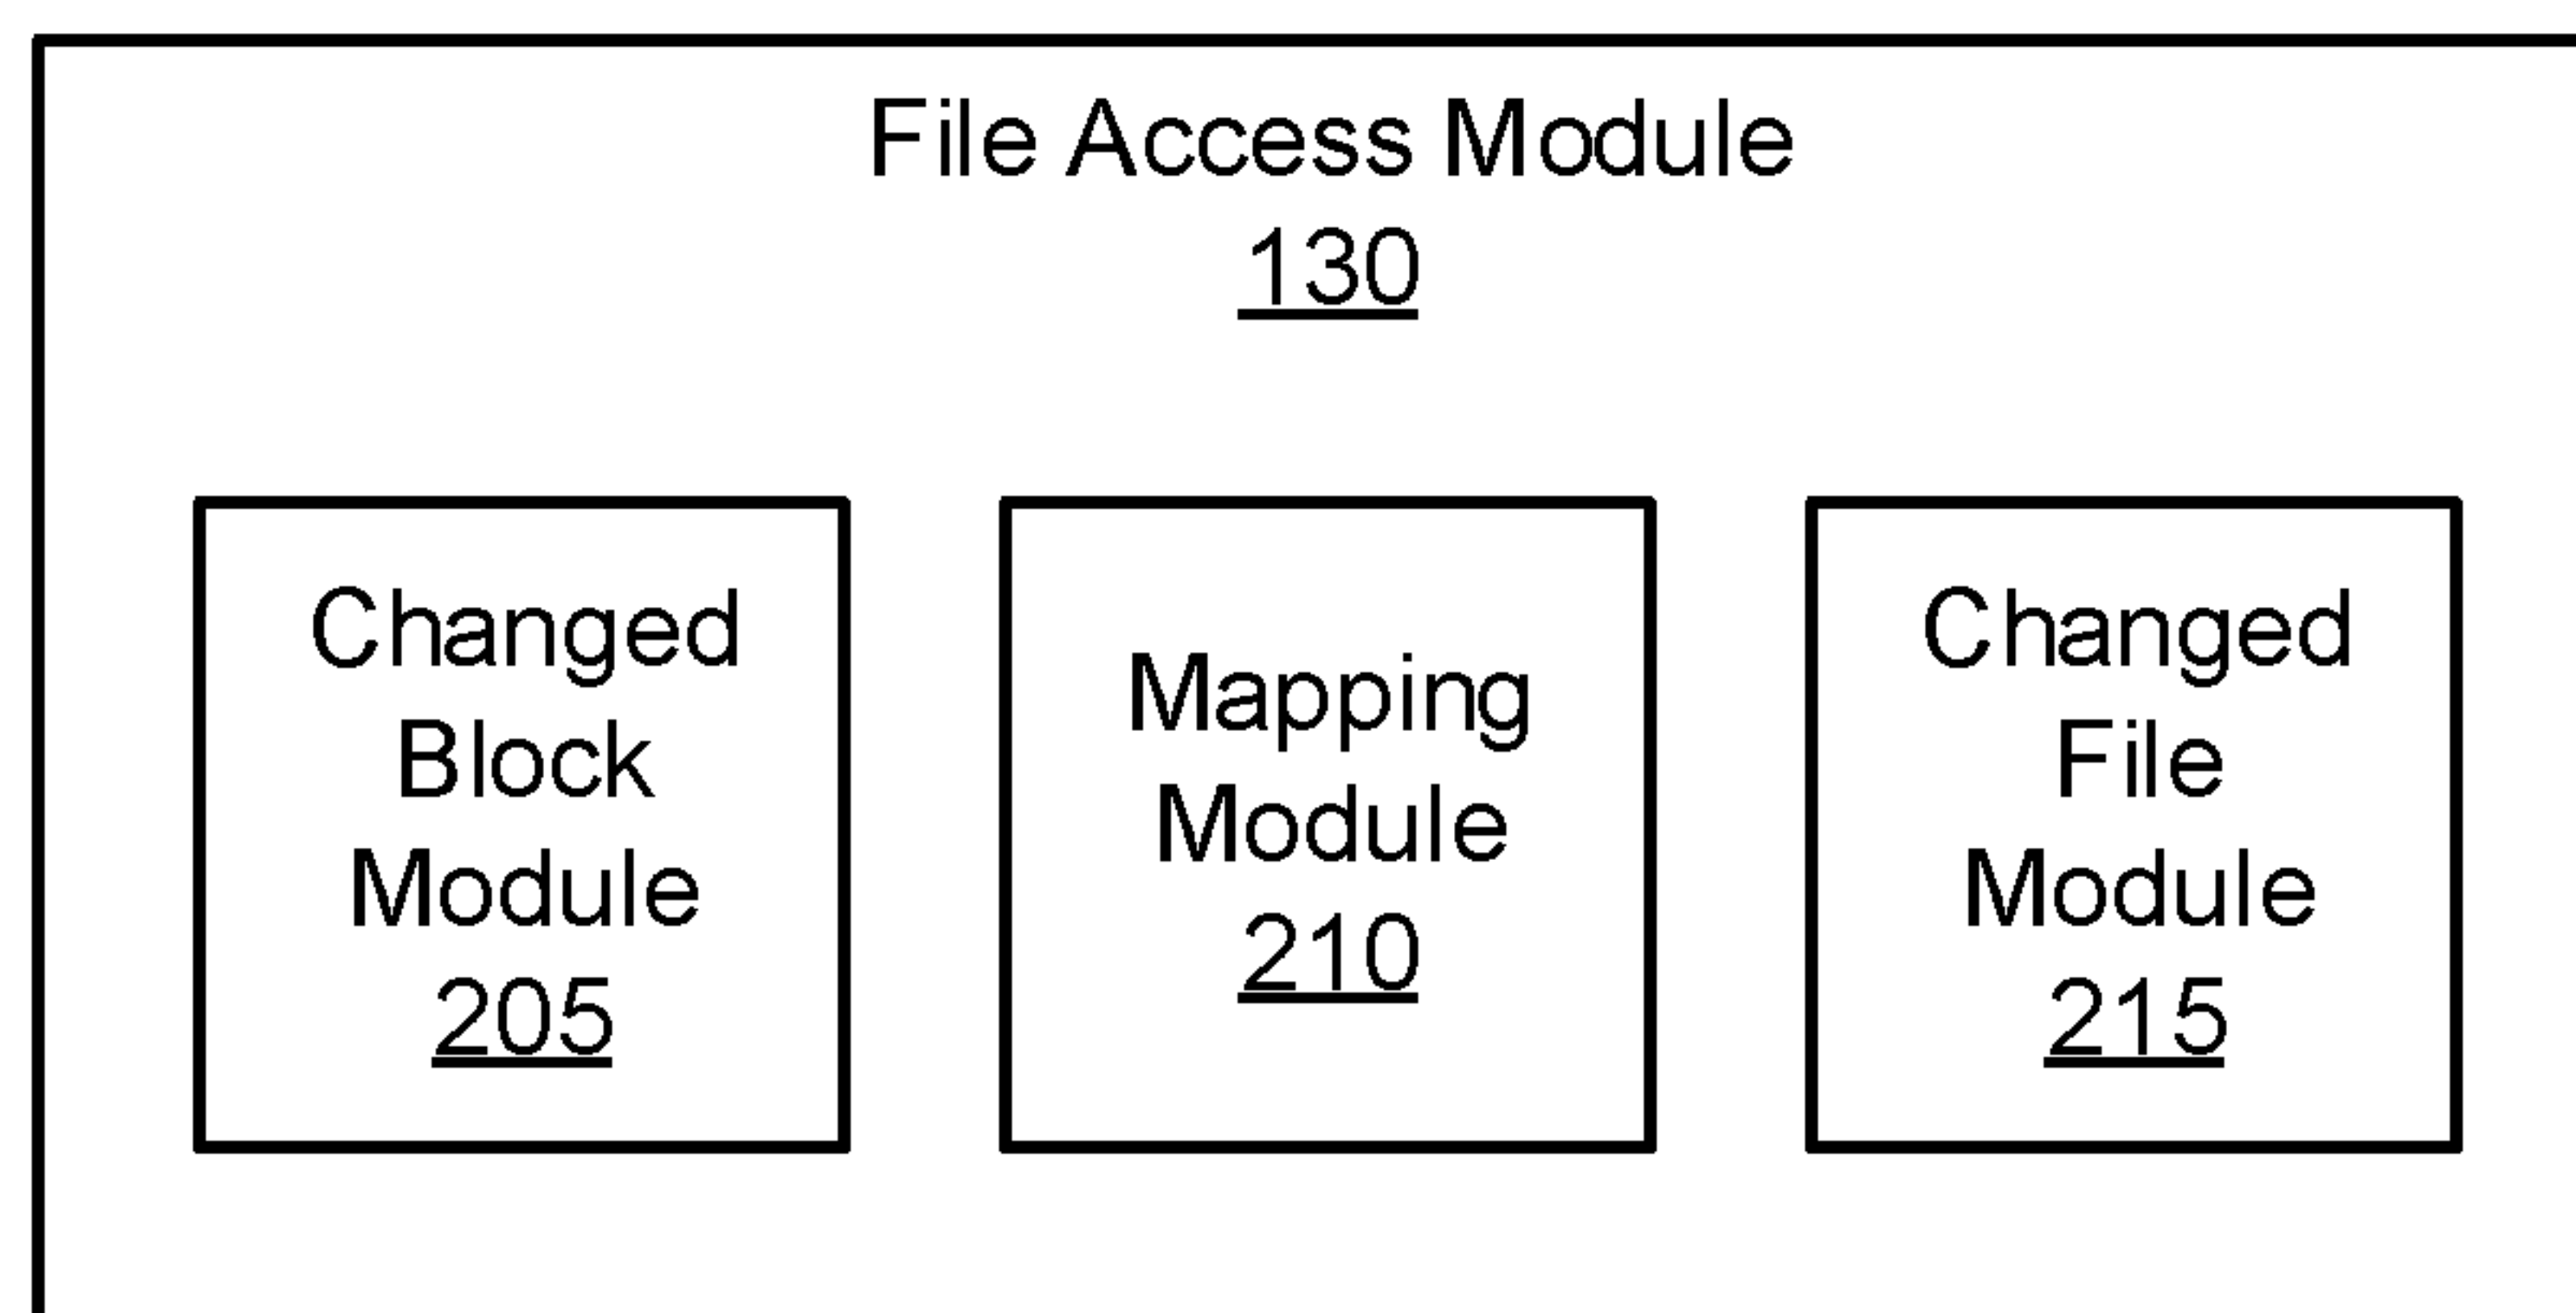 File Access Module
130
Changed
Block
Module
205
Mapping
Module
210
Changed
File
Module
215